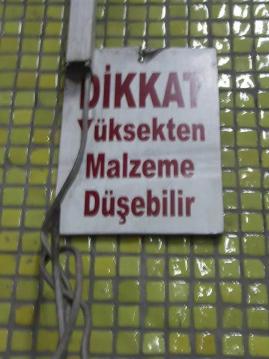 DİKKAT
Yüksekten
Malzeme
Düşebilir